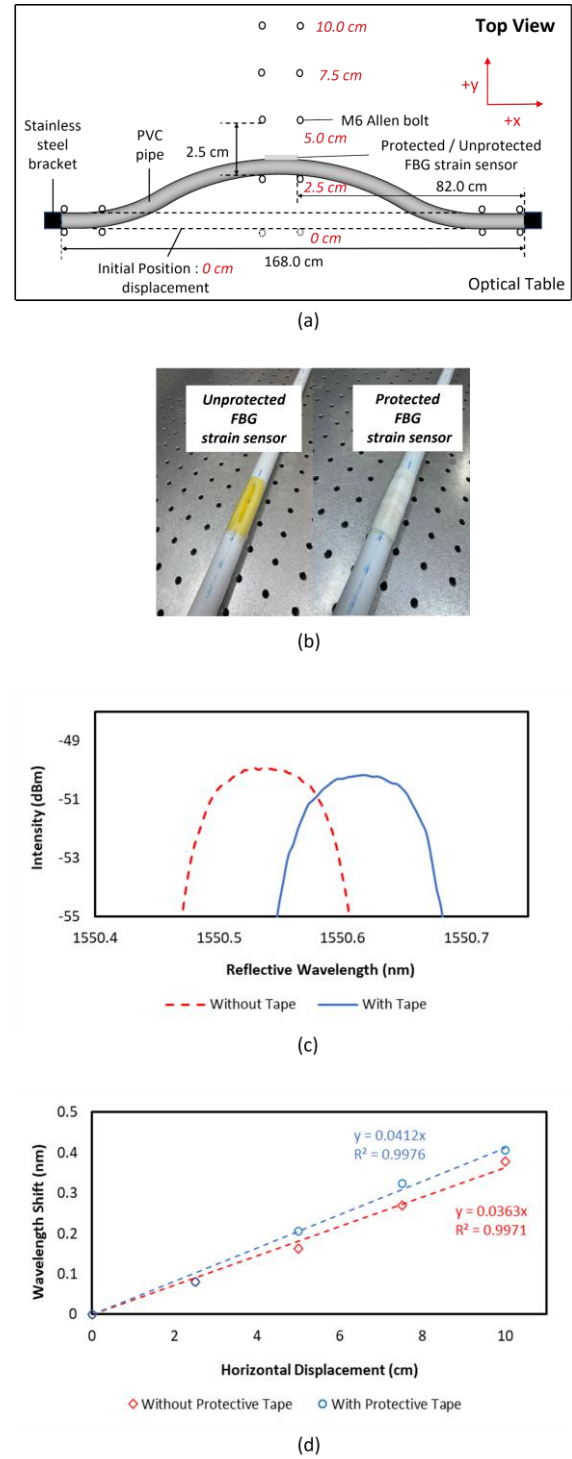 10.0 cm
Top View
7.5 cm
+y
+x
M6 Allen bolt
Stainless
steel
bracket
PVC
pipe
2.5 cm
5.0 cm
Protected / Unprotected
FBG strain sensor
2.5 cm
82.0 cm
0 cm
168.0 cm
Initial Position : 0 cm
displacement
Optical Table
(a)
Unprotected
FBG
strain sensor
Protected
FBG
strain sensor
(b)
-49
-51
-53
-55
Intensity (dBm)
1550.4 1550.5 1550.6 1550.7
Reflective Wavelength (nm)
Without Tape With Tape
(c)
0.5
0.4
0.3
0.2
0.1
0
Wavelength Shift (nm)
y = 0.0412x
R² = 0.9976
y = 0.0363x
R² = 0.9971
0 2 4 6 8 10
Horizontal Displacement (cm)
Without Protective Tape With Protective Tape
(d)